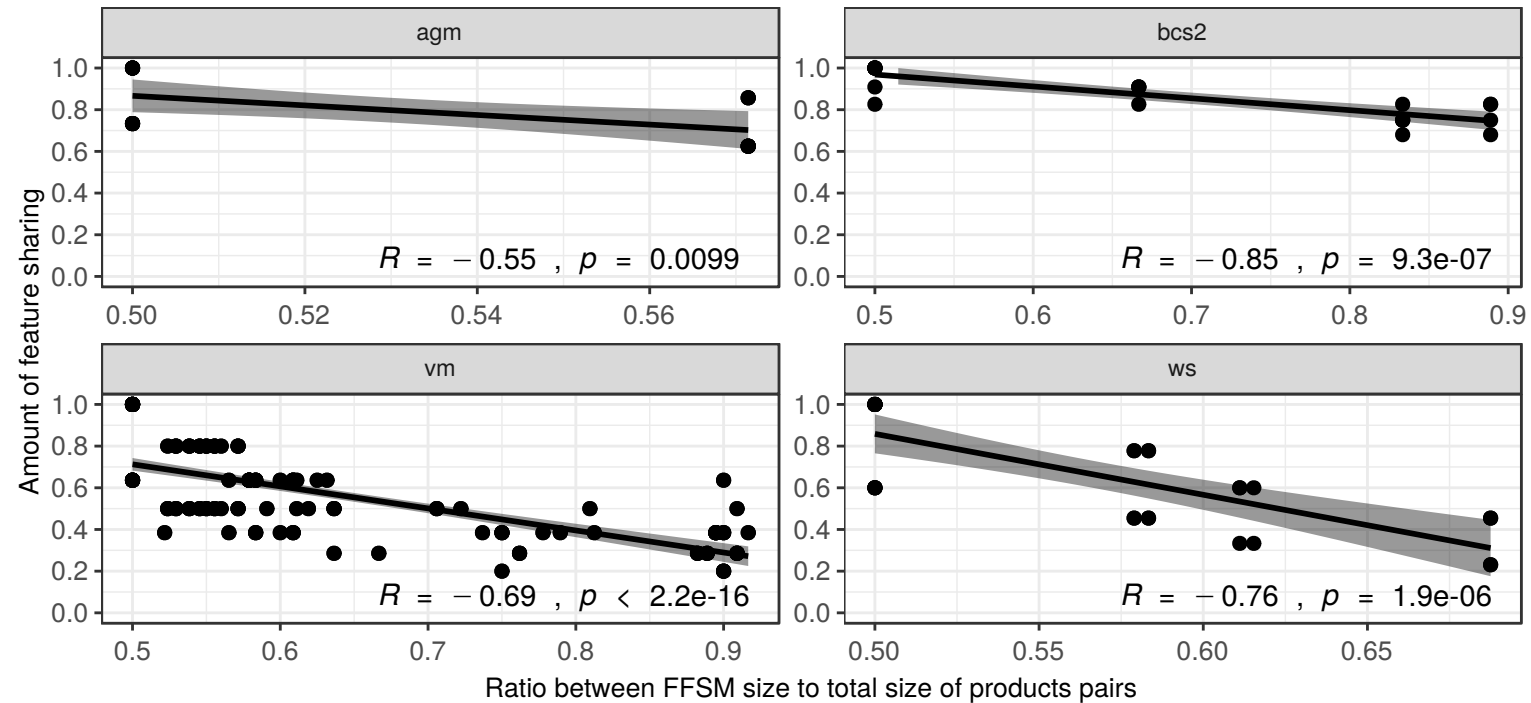 agm
bcs2
1.0
0.8
0.6
0.4
0.2
0.0
R = −0.55 , p = 0.0099
0.50 0.52 0.54 0.56
1.0
0.8
0.6
0.4
0.2
0.0
R = −0.85 , p = 9.3e-07
0.5 0.6 0.7 0.8 0.9
Amount of feature sharing
vm
ws
1.0
0.8
0.6
0.4
0.2
0.0
R = −0.69 , p < 2.2e-16
0.5 0.6 0.7 0.8 0.9
1.0
0.8
0.6
0.4
0.2
0.0
R = −0.76 , p = 1.9e-06
0.50 0.55 0.60 0.65
Ratio between FFSM size to total size of products pairs